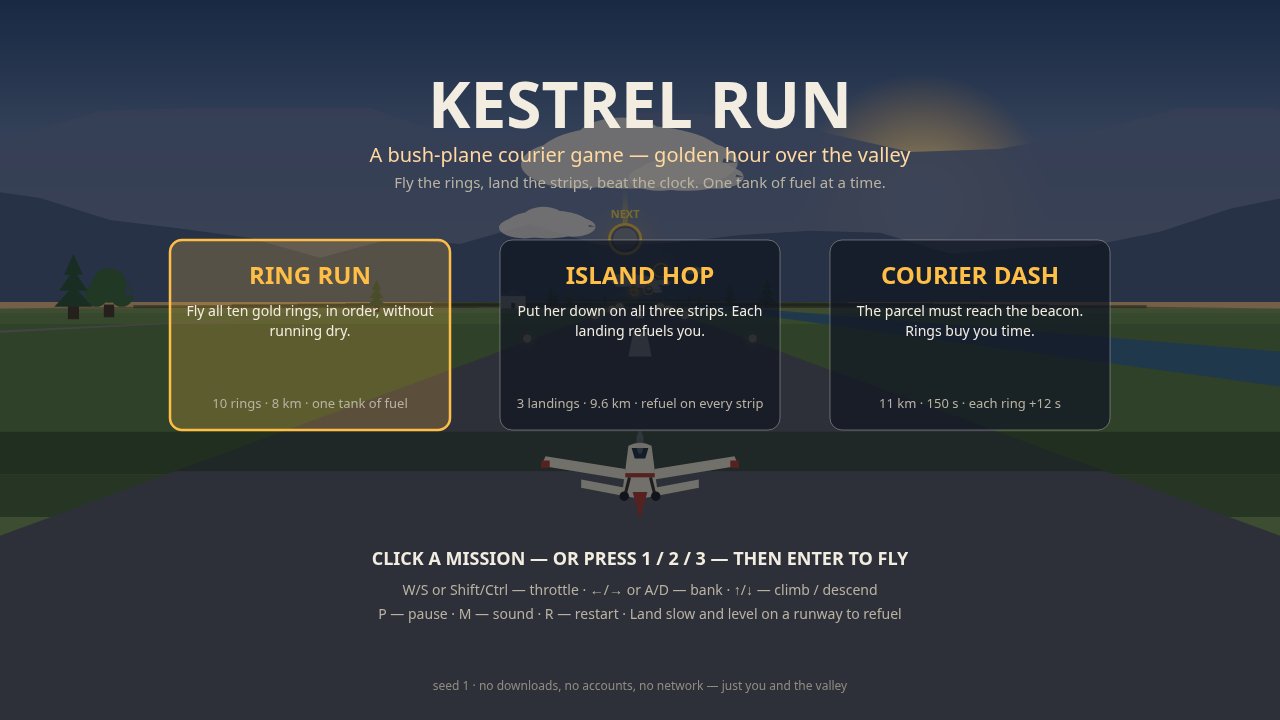 KESTREL RUN
A bush-plane courier game — golden hour over the valley
Fly the rings, land the strips, beat the clock. One tank of fuel at a time.
NEXT
RING RUN
Fly all ten gold rings, in order, without
running dry.
10 rings · 8 km · one tank of fuel
ISLAND HOP
Put her down on all three strips. Each
landing refuels you.
3 landings · 9.6 km · refuel on every strip
COURIER DASH
The parcel must reach the beacon.
Rings buy you time.
11 km · 150 s · each ring +12 s
CLICK A MISSION — OR PRESS 1 / 2 / 3 — THEN ENTER TO FLY
W/S or Shift/Ctrl — throttle · ←/→ or A/D — bank · ↑/↓ — climb / descend
P — pause · M — sound · R — restart · Land slow and level on a runway to refuel
seed 1 · no downloads, no accounts, no network — just you and the valley